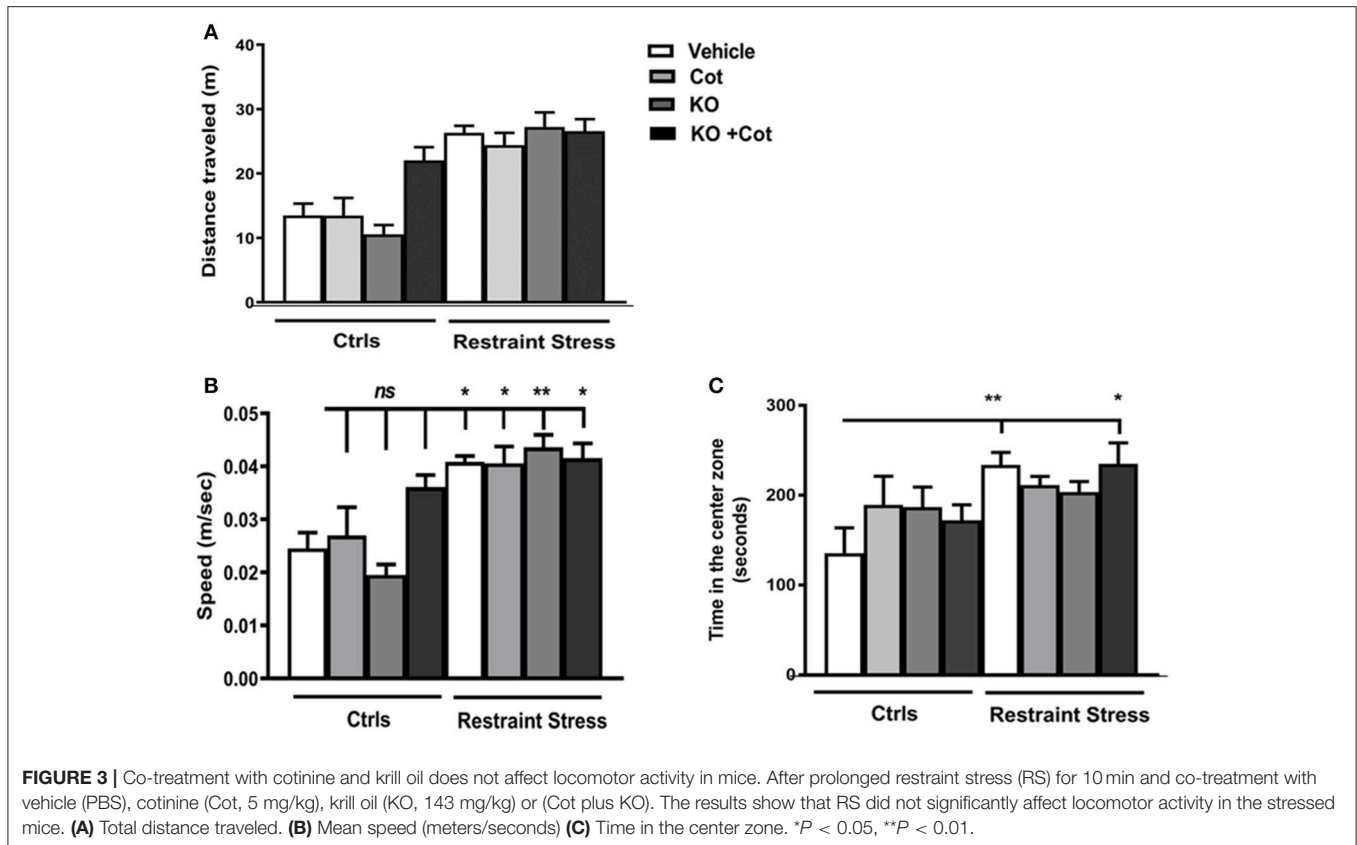 A
40
30
20
10
0
Distance traveled (m)
Vehicle
Cot
KO
KO +Cot
Ctrls
Restraint Stress
B
ns
*
*
**
*
0.05
0.04
0.03
0.02
0.01
0.00
Speed (m/sec)
Ctrls
Restraint Stress
C
**
*
300
200
100
0
Time in the center zone
(seconds)
Ctrls
Restraint Stress
FIGURE 3 | Co-treatment with cotinine and krill oil does not affect locomotor activity in mice. After prolonged restraint stress (RS) for 10 min and co-treatment with
vehicle (PBS), cotinine (Cot, 5 mg/kg), krill oil (KO, 143 mg/kg) or (Cot plus KO). The results show that RS did not significantly affect locomotor activity in the stressed
mice. (A) Total distance traveled. (B) Mean speed (meters/seconds) (C) Time in the center zone. *P < 0.05, **P < 0.01.